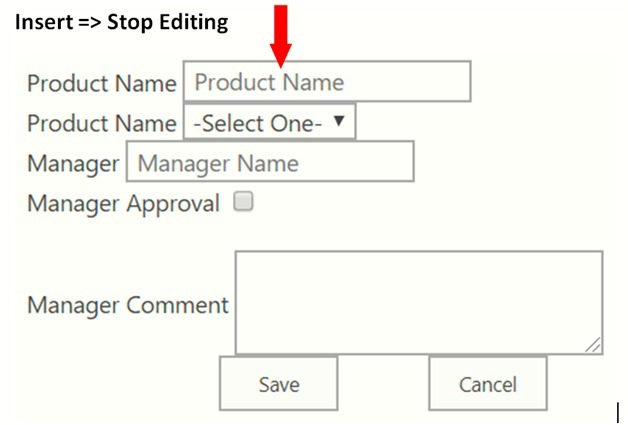 Insert => Stop Editing
Product Name Product Name
Product Name -Select One-
Manager Manager Name
Manager Approval
Manager Comment
Save Cancel